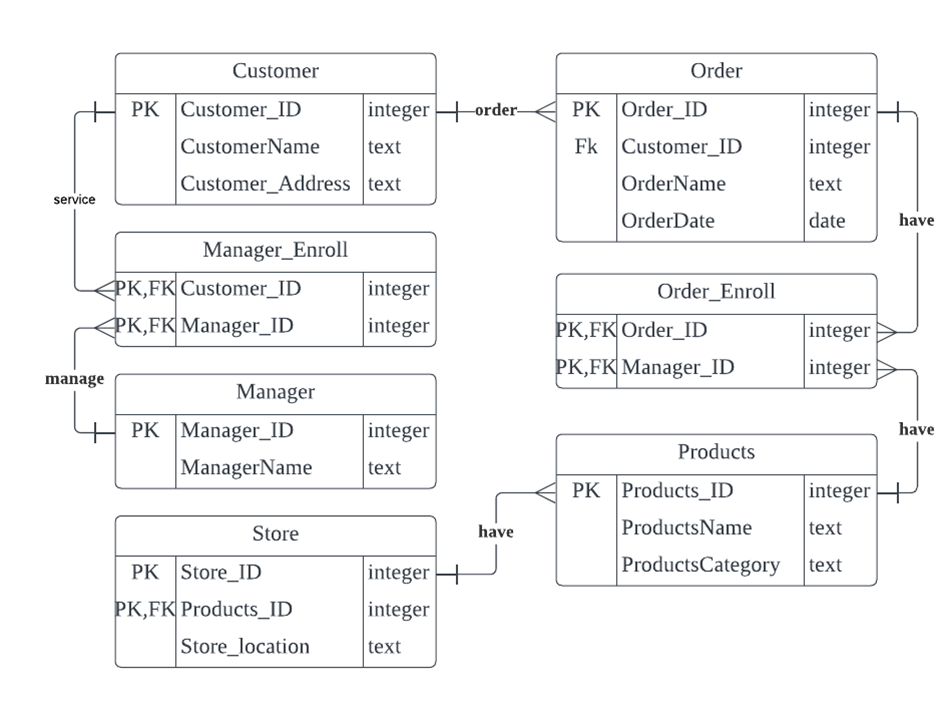 Customer
PK Customer_ID integer
CustomerName text
Customer_Address text
order
Order
PK Order_ID integer
Fk Customer_ID integer
OrderName text
OrderDate date
service
have
Manager_Enroll
PK,FK Customer_ID integer
PK,FK Manager_ID integer
Order_Enroll
PK,FK Order_ID integer
PK,FK Manager_ID integer
manage
have
Manager
PK Manager_ID integer
ManagerName text
Products
PK Products_ID integer
ProductsName text
ProductsCategory text
have
Store
PK Store_ID integer
PK,FK Products_ID integer
Store_location text